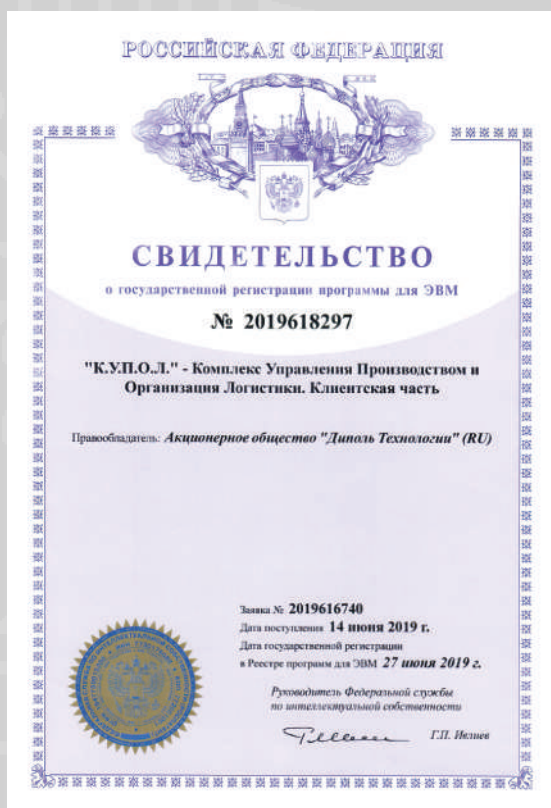 РОССИЙСКАЯ ФЕДЕРАЦИЯ
СВИДЕТЕЛЬСТВО
о государственной регистрации программы для ЭВМ
№ 2019618297
"К.У.П.О.Л." - Комплекс Управления Производством и
Организация Логистики. Клиентская часть
Правообладатель: Акционерное общество "Диполь Технологии" (RU)
Заявка № 2019616740
Дата поступления 14 июня 2019 г.
Дата государственной регистрации
в Реестре программ для ЭВМ 27 июня 2019 г.
Руководитель Федеральной службы
по интеллектуальной собственности
Г.П. Ивлиев